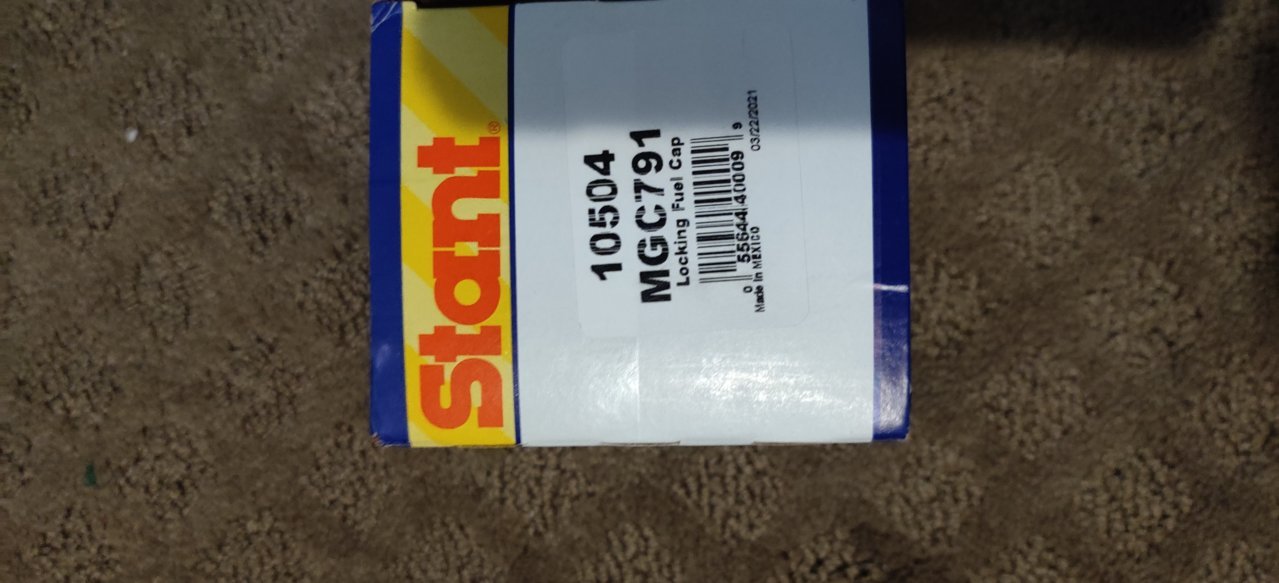 Stant®
10504
MGC791
Locking Fuel Cap
0 55644 40009 9
Made In MEXICO 03/22/2021